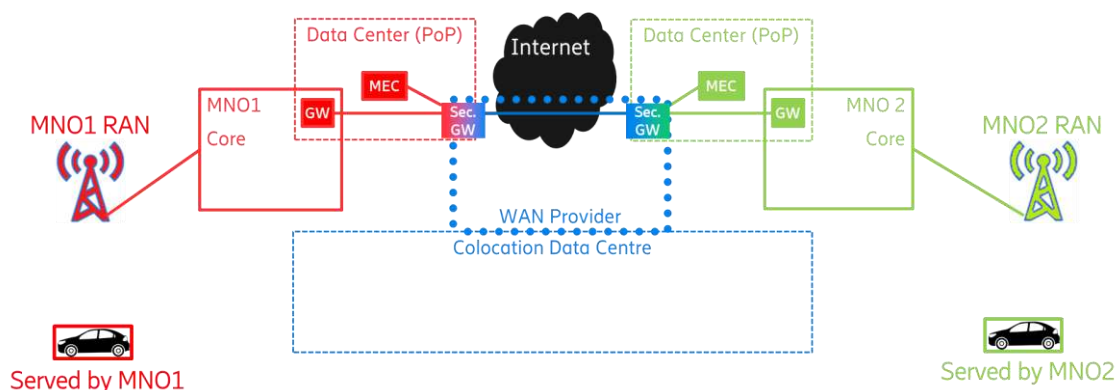 Data Center (PoP)
Internet
Data Center (PoP)
MEC
MEC
MNO1
Core
GW
Sec.
GW
Sec.
GW
GW
MNO 2
Core
MNO1 RAN
MNO2 RAN
WAN Provider
Colocation Data Centre
Served by MNO1
Served by MNO2